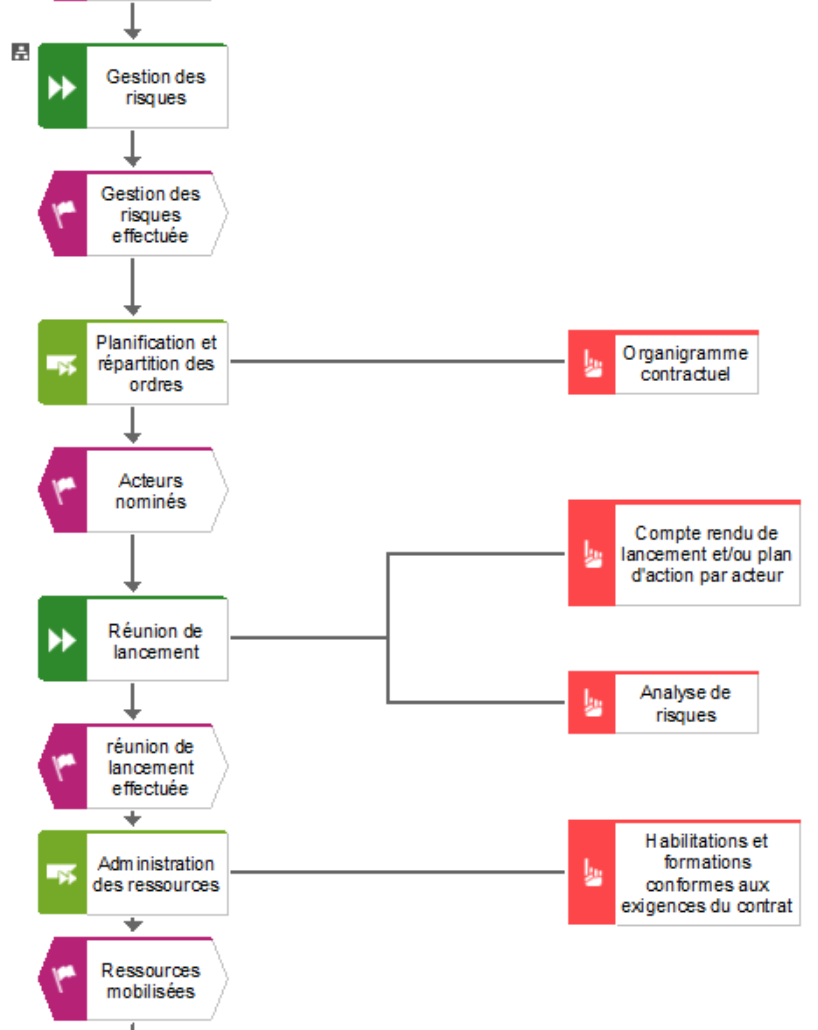 Gestion des
risques
Gestion des
risques
effectuée
Planification et
répartition des
ordres
Organigramme
contractuel
Acteurs
nominés
Compte rendu de
lancement et/ou plan
d'action par acteur
Réunion de
lancement
Analyse de
risques
réunion de
lancement
effectuée
Administration
des ressources
Habilitations et
formations
conformes aux
exigences du contrat
Ressources
mobilisées